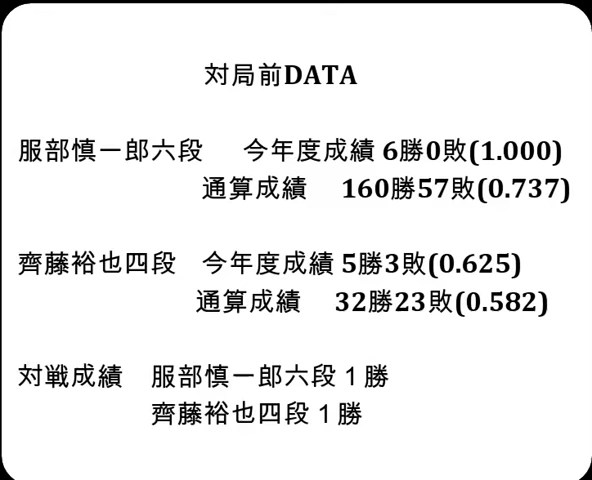 対局前DATA
服部慎一郎六段 今年度成績 6勝0敗(1.000)
通算成績 160勝57敗(0.737)
齊藤裕也四段 今年度成績 5勝3敗(0.625)
通算成績 32勝23敗(0.582)
対戦成績 服部慎一郎六段 1 勝
齊藤裕也四段 1 勝